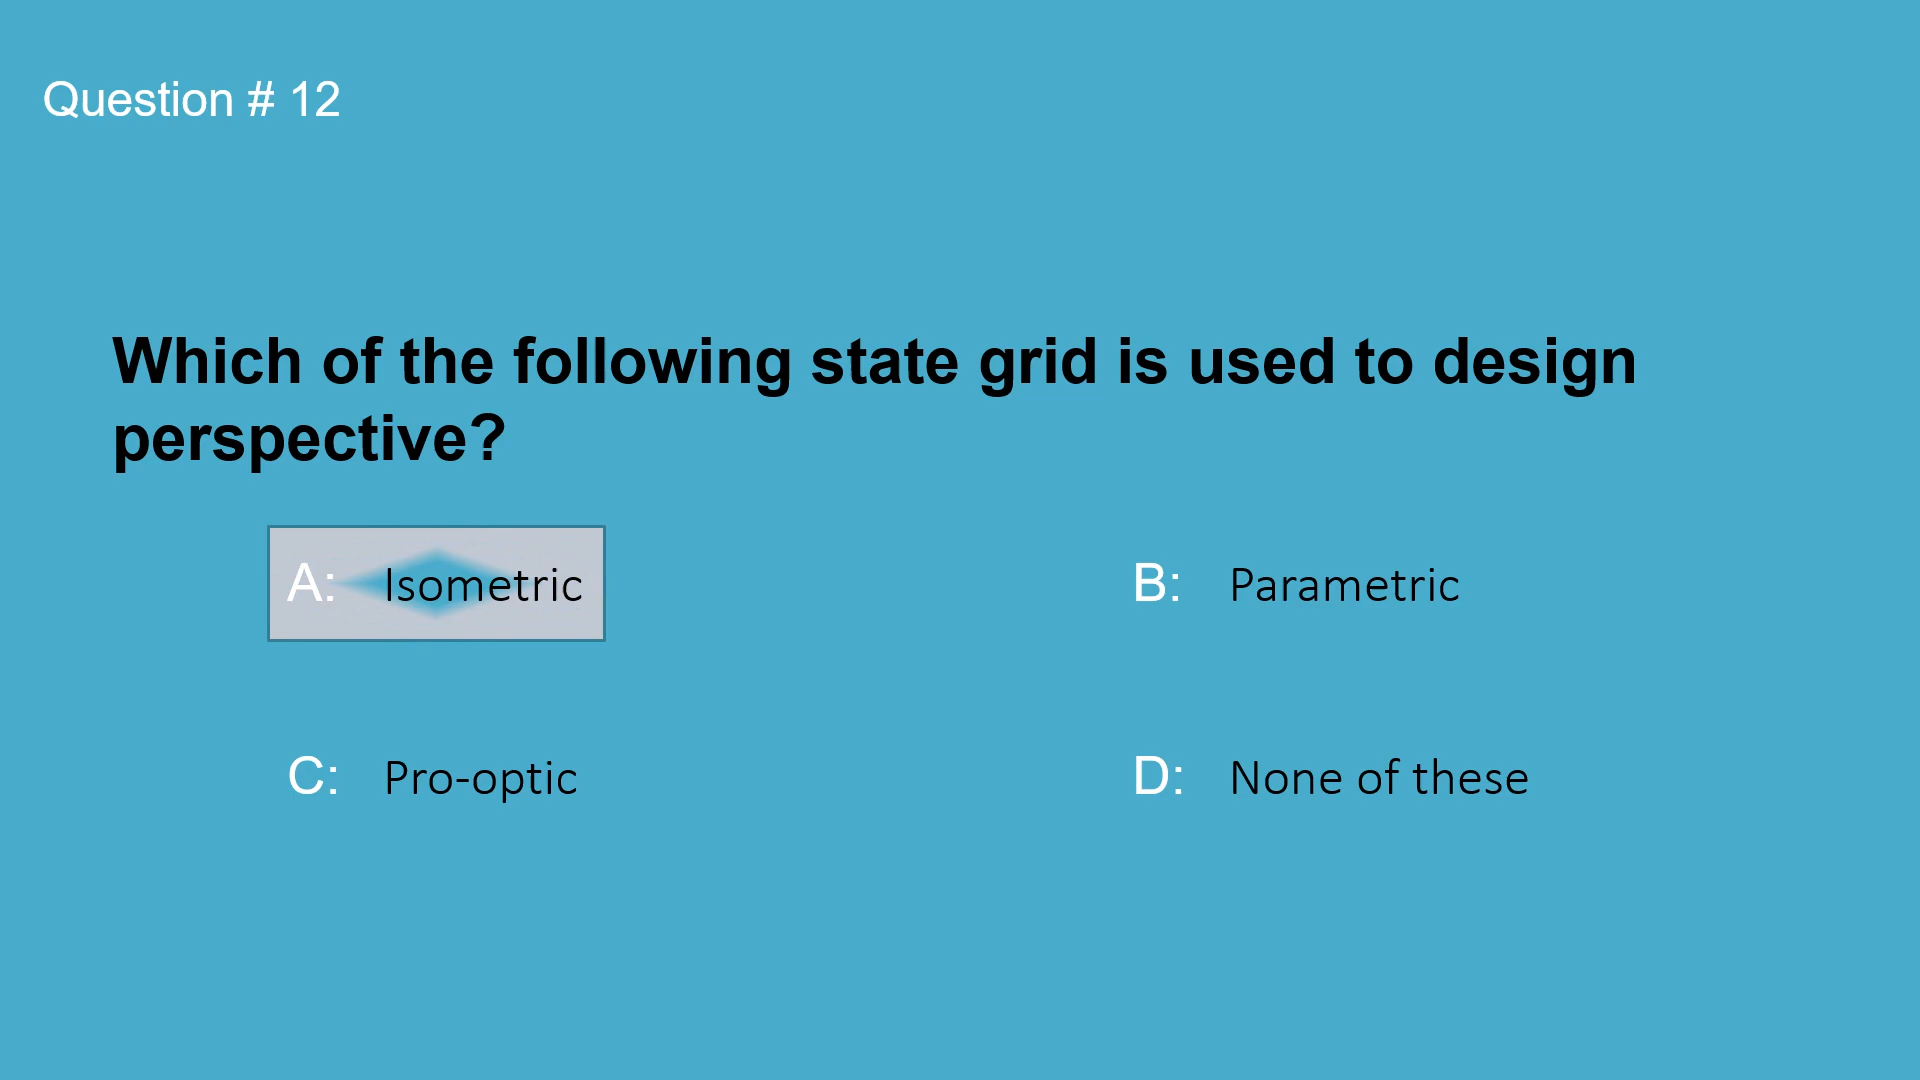 Question # 12
Which of the following state grid is used to design
perspective?
A: Isometric
B: Parametric
C: Pro-optic
D: None of these